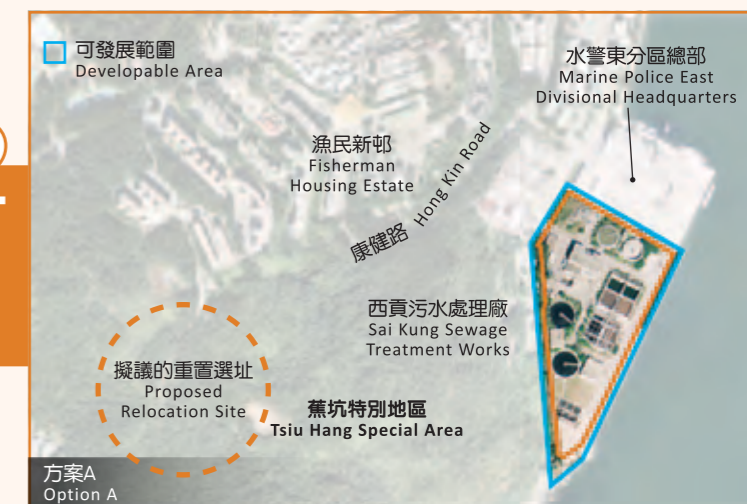 可發展範圍
Developable Area
水警東分區總部
Marine Police East
Divisional Headquarters
漁民新邨
Fisherman
Housing Estate
康健路 Hong Kin Road
西貢污水處理廠
Sai Kung Sewage
Treatment Works
擬議的重置選址
Proposed
Relocation Site
蕉坑特別地區
Tsiu Hang Special Area
方案A
Option A